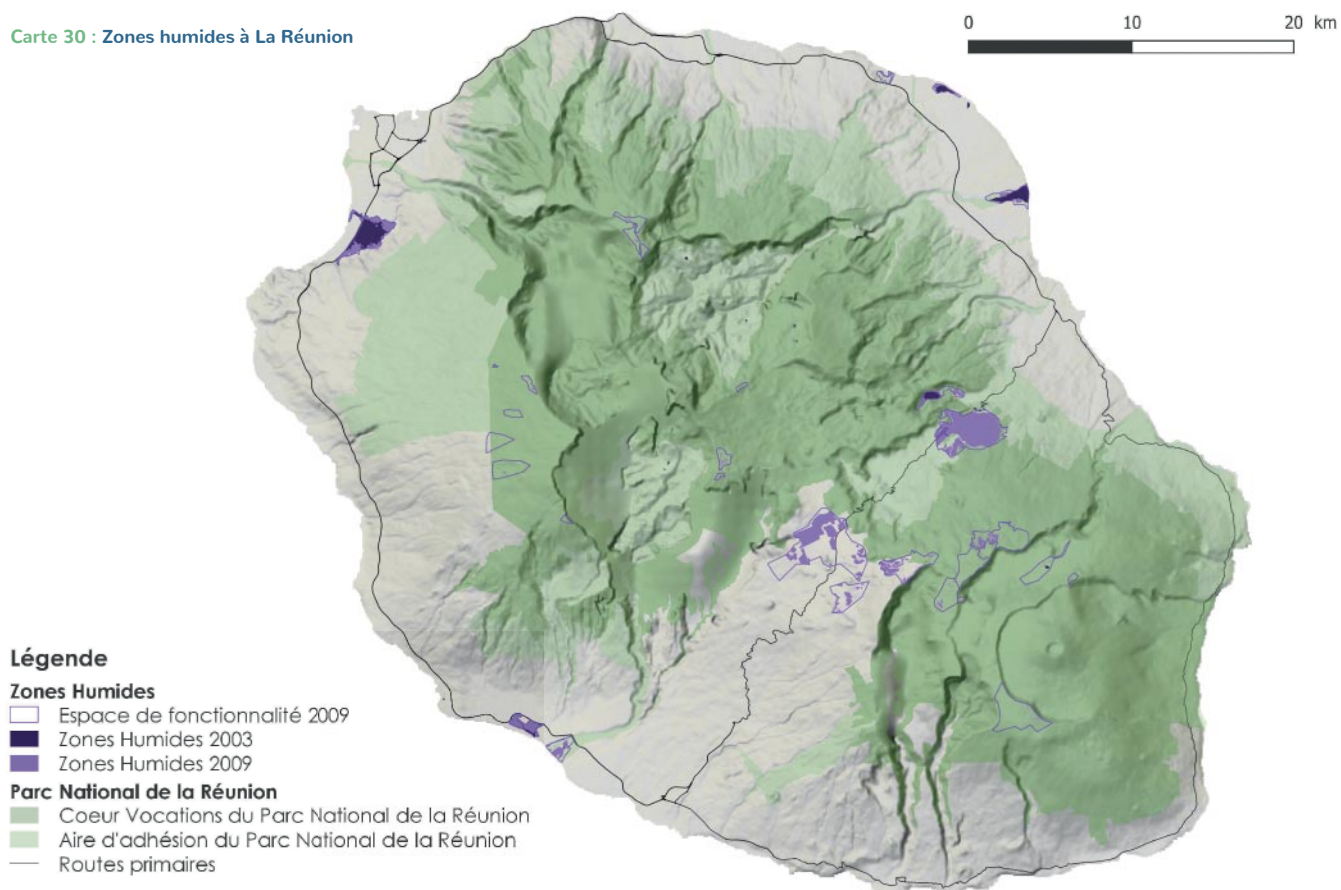 Carte 30 : Zones humides à La Réunion
0 10 20 km
Légende
Zones Humides
Espace de fonctionnalité 2009
Zones Humides 2003
Zones Humides 2009
Parc National de la Réunion
Coeur Vocations du Parc National de la Réunion
Aire d'adhésion du Parc National de la Réunion
Routes primaires